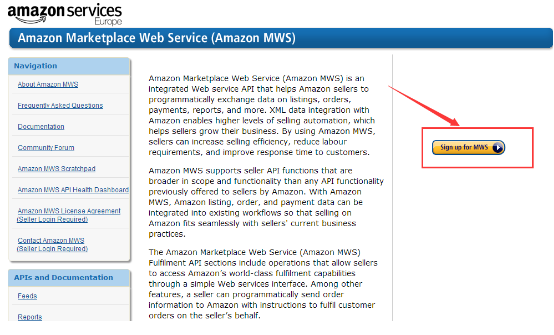 amazonservices
Europe
Amazon Marketplace Web Service (Amazon MWS)
Navigation
About Amazon MWS
Frequently Asked Questions
Documentation
Community Forum
Amazon MWS Scratchpad
Amazon MWS API Health Dashboard
Amazon MWS License Agreement
(Seller Login Required)
Contact Amazon MWS
(Seller Login Required)
APIs and Documentation
Feeds
Reports
Amazon Marketplace Web Service (Amazon MWS) is an
integrated Web service API that helps Amazon sellers to
programmatically exchange data on listings, orders,
payments, reports, and more. XML data integration with
Amazon enables higher levels of selling automation, which
helps sellers grow their business. By using Amazon MWS,
sellers can increase selling efficiency, reduce labour
requirements, and improve response time to customers.
Amazon MWS supports seller API functions that are
broader in scope and functionality than any API functionality
previously offered to sellers by Amazon. With Amazon
MWS, Amazon listing, order, and payment data can be
integrated into existing workflows so that selling on
Amazon fits seamlessly with sellers' current business
practices.
The Amazon Marketplace Web Service (Amazon MWS)
Fulfilment API sections include operations that allow sellers
to access Amazon's world-class fulfilment capabilities
through a simple Web services interface. Among other
features, a seller can programmatically send order
information to Amazon with instructions to fulfil customer
orders on the seller's behalf.
Sign up for MWS